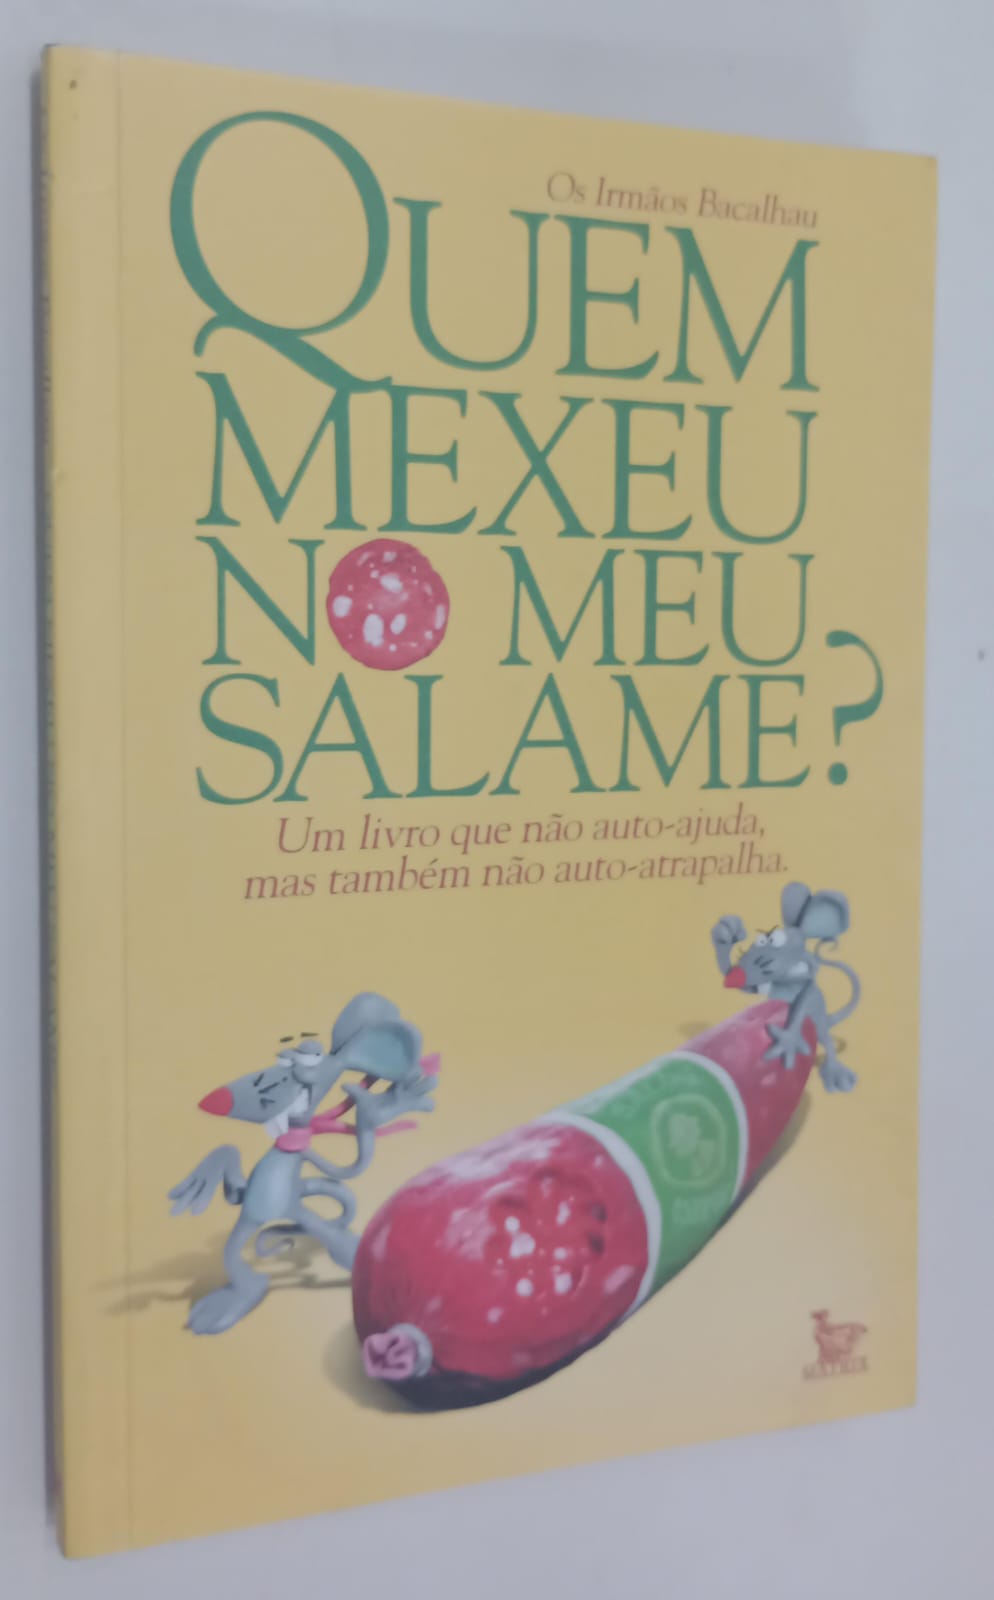 Os Irmãos Bacalhau
QUEM
MEXEU
NO MEU
SALAME?
Um livro que não auto-ajuda,
mas também não auto-atrapalha.
MATRIX